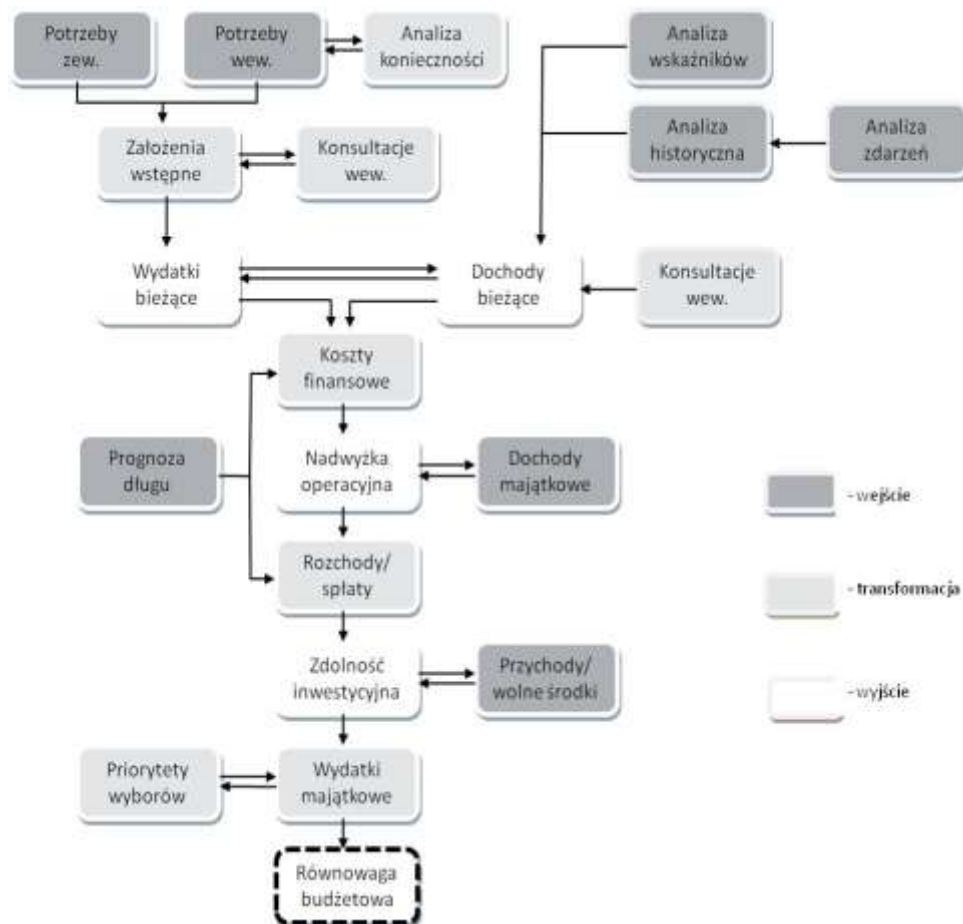 Potrzeby
zew.
Potrzeby
wew.
Analiza
konieczności
Analiza
wskaźników
Założenia
wstępne
Konsultacje
wew.
Analiza
historyczna
Analiza
zdarzeń
Wydatki
bieżące
Dochody
bieżące
Konsultacje
wew.
Koszty
finansowe
Prognoza
długu
Nadwyżka
operacyjna
Dochody
majątkowe
- wejście
Rozchody/
spłaty
- transformacja
Zdolność
inwestycyjna
Przychody/
wolne środki
- wyjście
Priorytety
wyborów
Wydatki
majątkowe
Równowaga
budżetowa